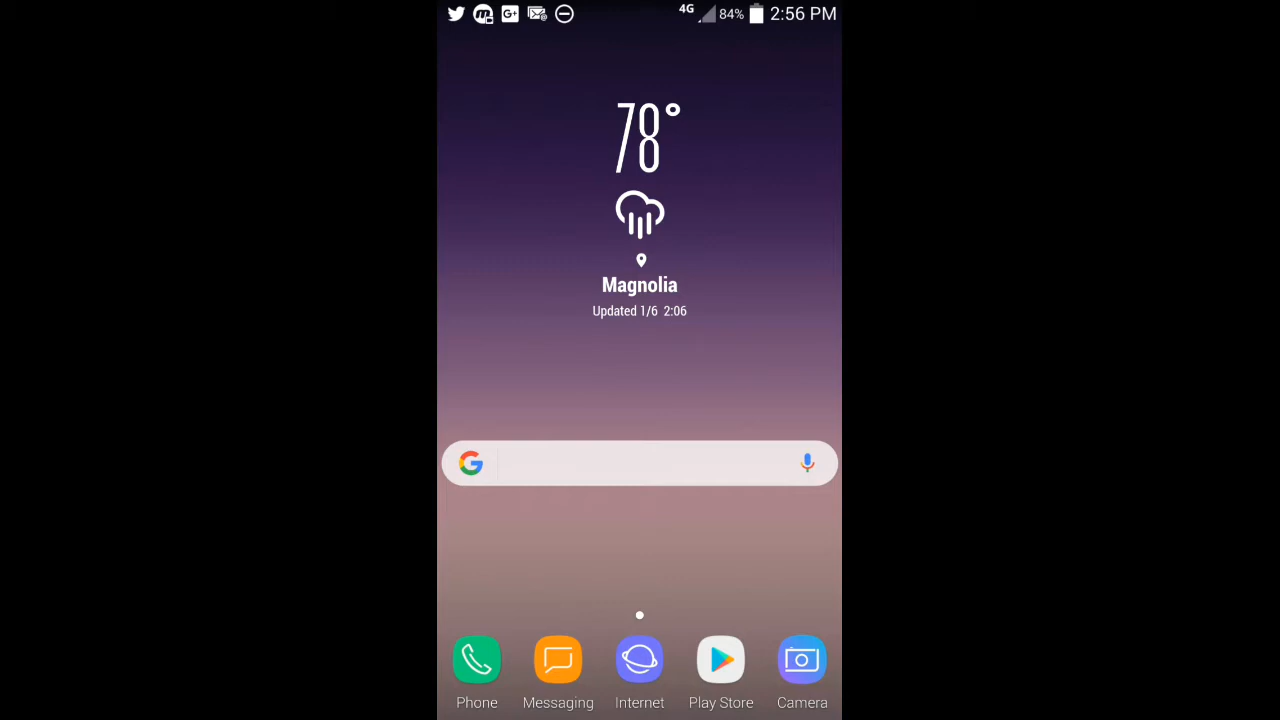 4G 84% 2:56 PM
78°
Magnolia
Updated 1/6 2:06
Phone Messaging Internet Play Store Camera